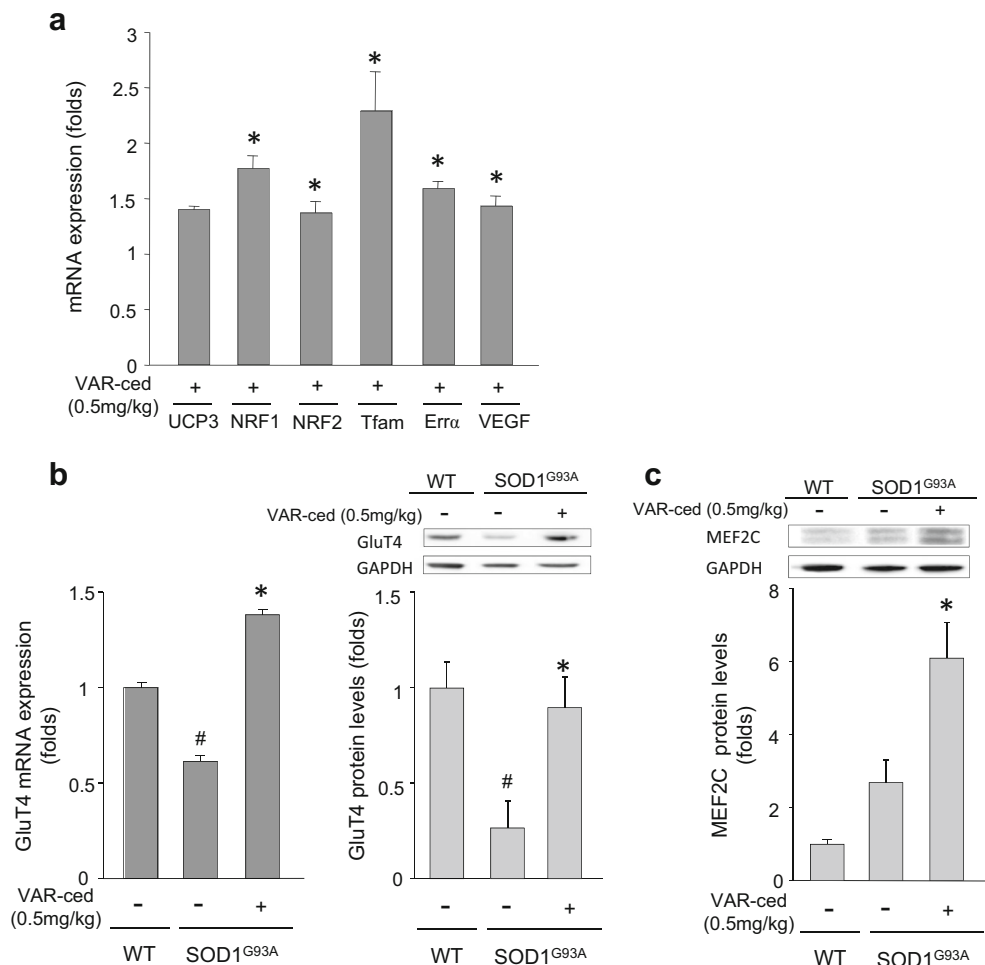 a
3
2.5
2
1.5
1
0.5
0
mRNA expression (folds)
* * * * *
VAR-ced + + + + + +
(0.5mg/kg)
UCP3 NRF1 NRF2 Tfam Errα VEGF
b
WT SOD1G93A
VAR-ced (0.5mg/kg) - - +
GluT4
GAPDH
1.5
1
0.5
0
GluT4 mRNA expression
(folds)
# *
VAR-ced - - +
(0.5mg/kg)
WT SOD1G93A
1.5
1
0.5
0
GluT4 protein levels (folds)
# *
- - +
WT SOD1G93A
c
WT SOD1G93A
VAR-ced (0.5mg/kg) - - +
MEF2C
GAPDH
8
6
4
2
0
MEF2C protein levels
(folds)
*
VAR-ced - - +
(0.5mg/kg)
WT SOD1G93A